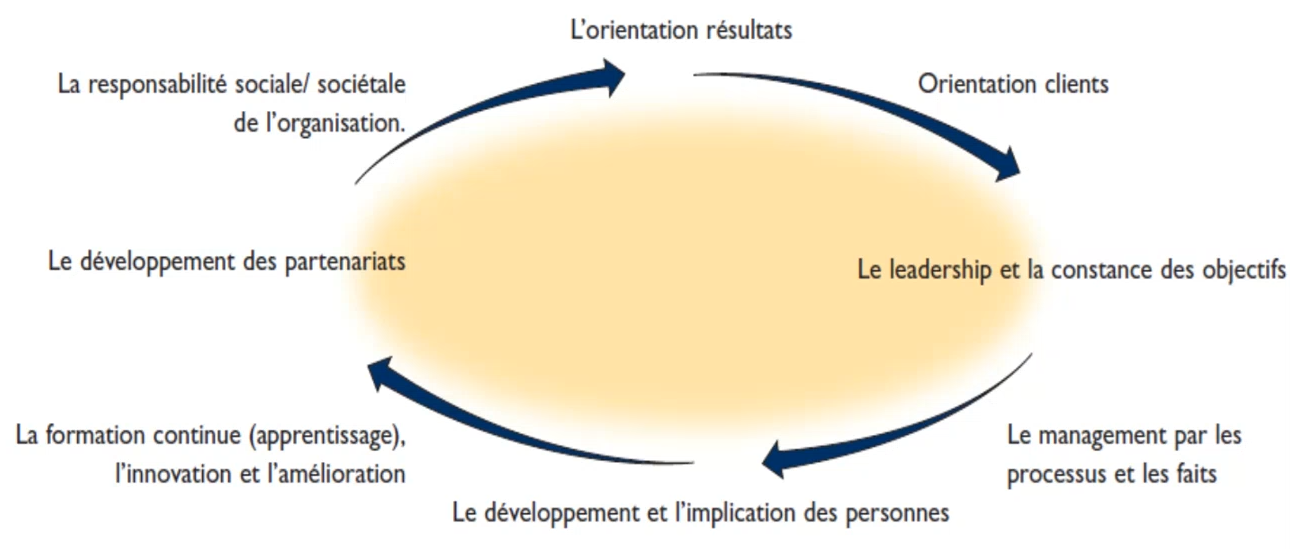 L'orientation résultats
La responsabilité sociale/ sociétale
de l'organisation.
Orientation clients
Le développement des partenariats
Le leadership et la constance des objectifs
La formation continue (apprentissage),
l'innovation et l'amélioration
Le management par les
processus et les faits
Le développement et l'implication des personnes